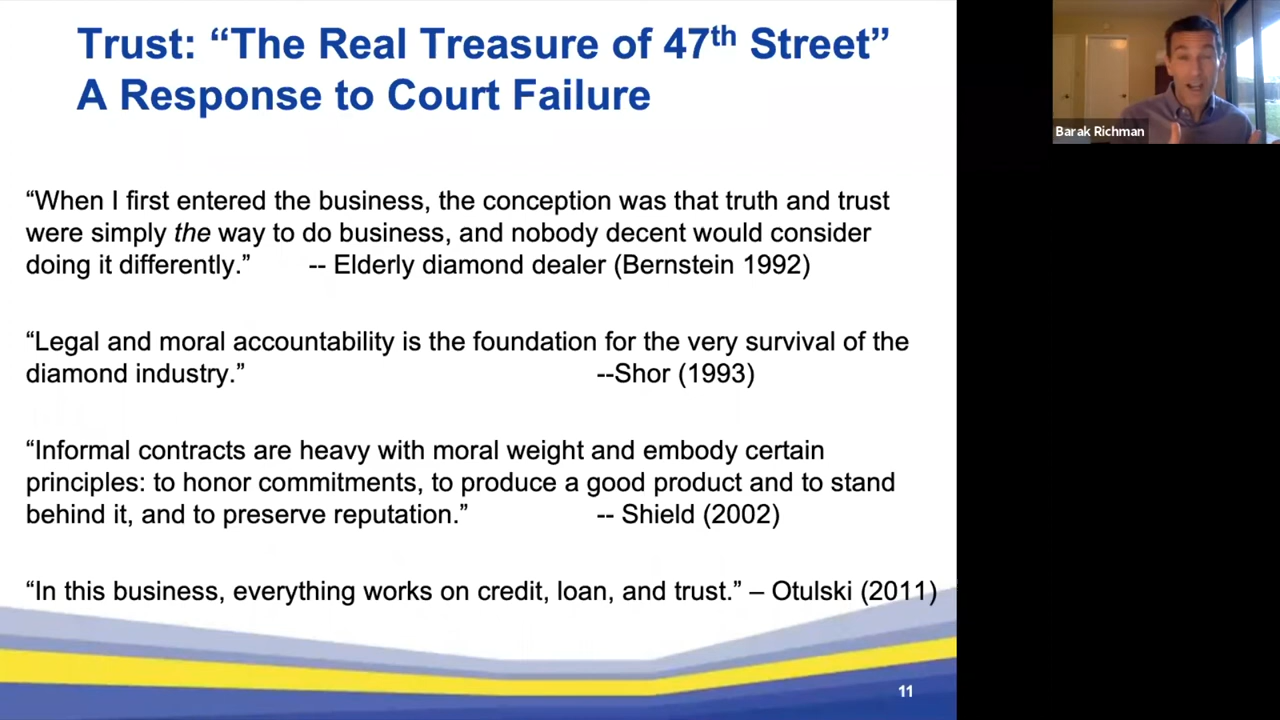 Trust: “The Real Treasure of 47th Street”
A Response to Court Failure
“When I first entered the business, the conception was that truth and trust
were simply the way to do business, and nobody decent would consider
doing it differently.” -- Elderly diamond dealer (Bernstein 1992)
“Legal and moral accountability is the foundation for the very survival of the
diamond industry.” --Shor (1993)
“Informal contracts are heavy with moral weight and embody certain
principles: to honor commitments, to produce a good product and to stand
behind it, and to preserve reputation.” -- Shield (2002)
“In this business, everything works on credit, loan, and trust.” – Otulski (2011)
11
Barak Richman